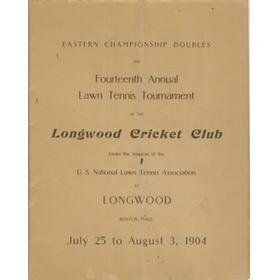 EASTERN CHAMPIONSHIP DOUBLES
AND
Fourteenth Annual
Lawn Tennis Tournament
OF THE
Longwood Cricket Club
Under the Auspices of the
U. S. National Lawn Tennis Association
AT
LONGWOOD
BOSTON, MASS.
July 25 to August 3, 1904